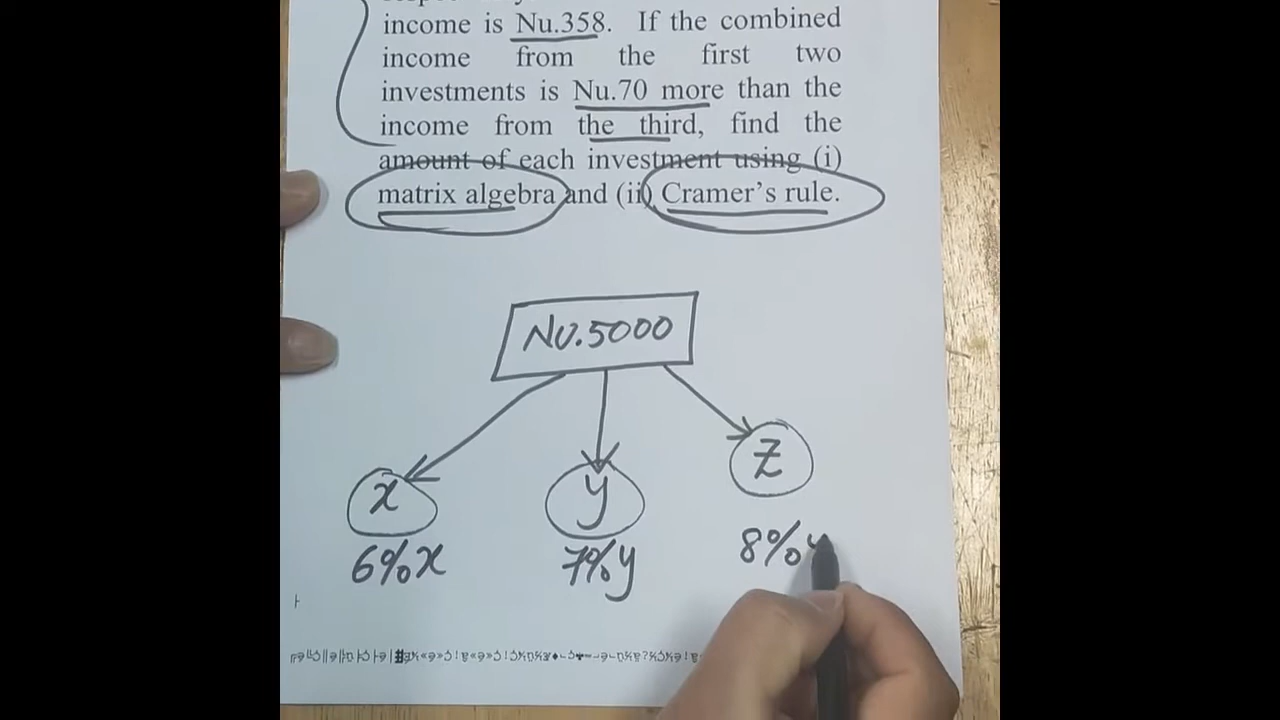 income is Nu.358. If the combined
income from the first two
investments is Nu.70 more than the
income from the third, find the
amount of each investment using (i)
matrix algebra and (ii) Cramer's rule.
NU.5000
x y z
6%x 7%y 8%